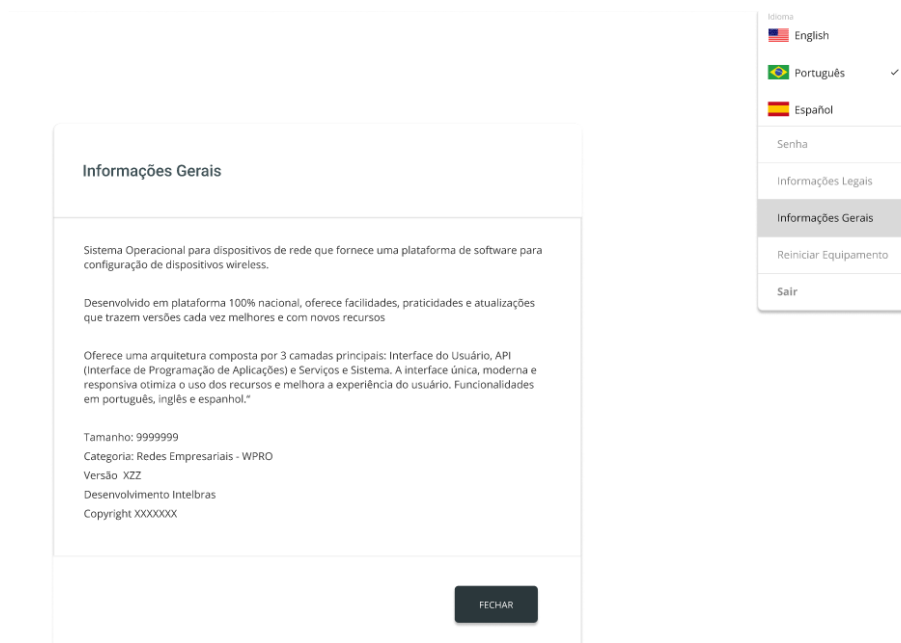 Idioma
English
Português
Español
Senha
Informações Legais
Informações Gerais
Reiniciar Equipamento
Sair
Informações Gerais
Sistema Operacional para dispositivos de rede que fornece uma plataforma de software para
configuração de dispositivos wireless.
Desenvolvido em plataforma 100% nacional, oferece facilidades, praticidades e atualizações
que trazem versões cada vez melhores e com novos recursos
Oferece uma arquitetura composta por 3 camadas principais: Interface do Usuário, API
(Interface de Programação de Aplicações) e Serviços e Sistema. A interface única, moderna e
responsiva otimiza o uso dos recursos e melhora a experiência do usuário. Funcionalidades
em português, inglês e espanhol."
Tamanho: 9999999
Categoria: Redes Empresariais - WPRO
Versão XZZ
Desenvolvimento Intelbras
Copyright XXXXXXX
FECHAR